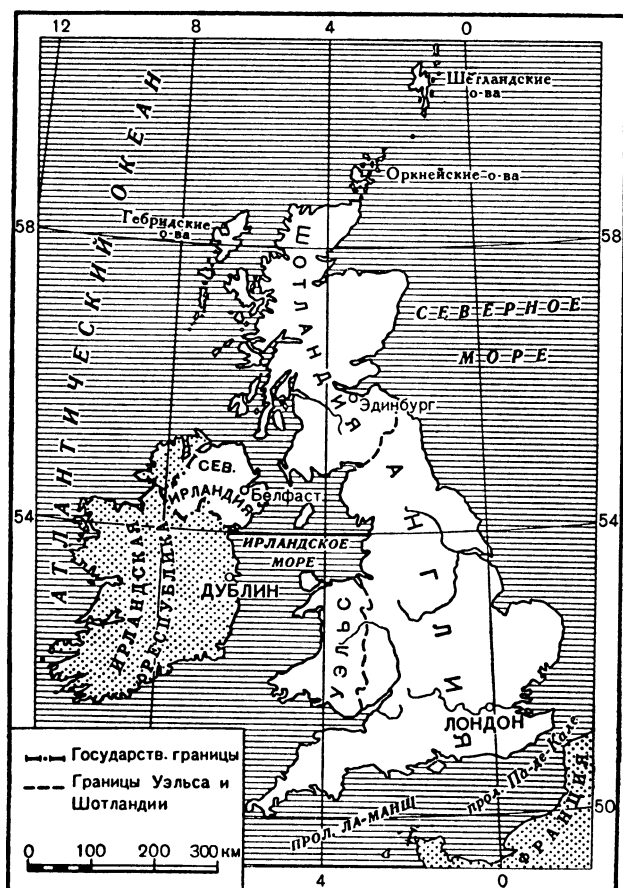 12 8 4 0
Шетландские
о-ва
Оркнейские о-ва
Гебридские
о-ва
58 58
АТЛАНТИЧЕСКИЙ ОКЕАН
ШОТЛАНДИЯ
СЕВЕРНОЕ
МОРЕ
Эдинбург
СЕВ.
ИРЛАНДИЯ
Белфаст
АНГЛИЯ
54 54
ИРЛАНДСКАЯ
РЕСПУБЛИКА
ИРЛАНДСКОЕ
МОРЕ
ДУБЛИН
УЭЛЬС
ЛОНДОН
прол. Па-де-Кале
ПРОЛ. ЛА-МАНШ
ФРАНЦИЯ
50
Государств. границы
Границы Уэльса и
Шотландии
0 100 200 300 км
4 0